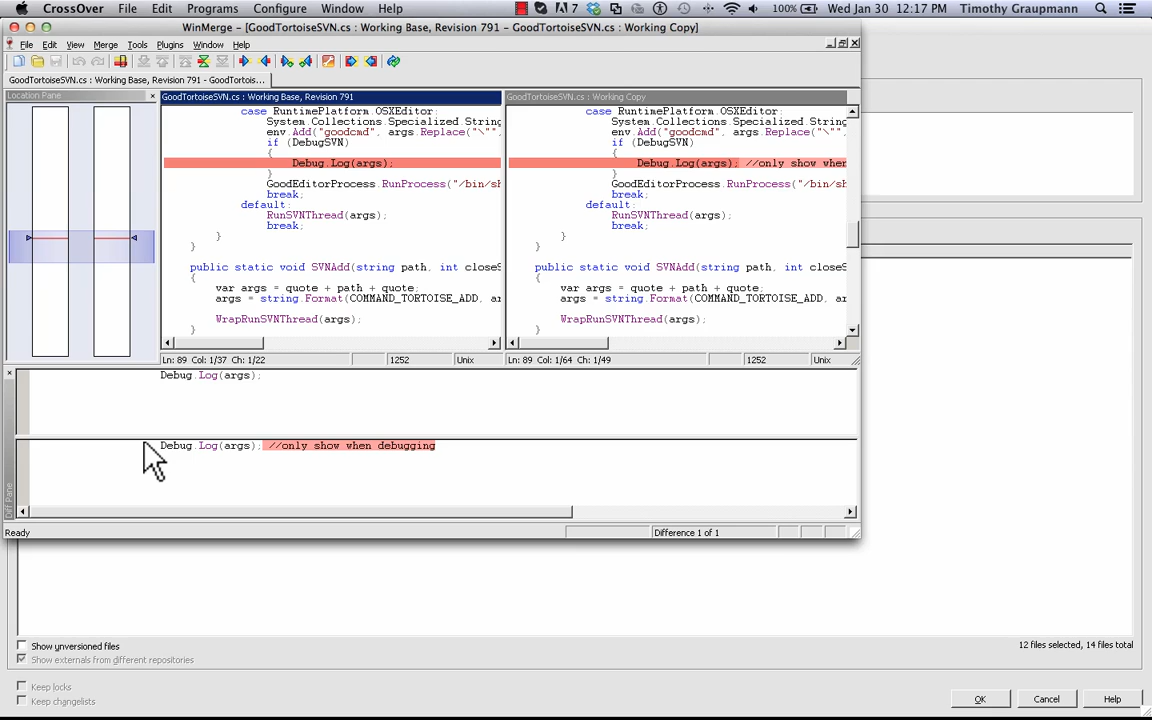 CrossOver File Edit View Programs Configure Window Help 7 100% Wed Jan 30 12:17 PM Timothy Graupmann
WinMerge - [GoodTortoiseSVN.cs : Working Base, Revision 791 - GoodTortoiseSVN.cs : Working Copy]
File Edit View Merge Tools Plugins Window Help
GoodTortoiseSVN.cs : Working Base, Revision 791 - GoodTortois...
Location Pane
GoodTortoiseSVN.cs : Working Base, Revision 791
case RuntimePlatform.OSXEditor:
System.Collections.Specialized.String
env.Add("goodcmd", args.Replace("\"",
if (DebugSVN)
{
Debug.Log(args);
}
GoodEditorProcess.RunProcess("/bin/sh
break;
default:
RunSVNThread(args);
break;
}
}
public static void SVNAdd(string path, int closeS
{
var args = quote + path + quote;
args = string.Format(COMMAND_TORTOISE_ADD, a
WrapRunSVNThread(args);
}
Ln: 89 Col: 1/37 Ch: 1/22 1252 Unix
GoodTortoiseSVN.cs : Working Copy
case RuntimePlatform.OSXEditor:
System.Collections.Specialized.String
env.Add("goodcmd", args.Replace("\"",
if (DebugSVN)
{
Debug.Log(args); //only show when
}
GoodEditorProcess.RunProcess("/bin/sh
break;
default:
RunSVNThread(args);
break;
}
}
public static void SVNAdd(string path, int closeS
{
var args = quote + path + quote;
args = string.Format(COMMAND_TORTOISE_ADD, a
WrapRunSVNThread(args);
}
Ln: 89 Col: 1/64 Ch: 1/49 1252 Unix
Diff Pane
Debug.Log(args);
Debug.Log(args); //only show when debugging
Ready Difference 1 of 1
Show unversioned files
12 files selected, 14 files total
Show externals from different repositories
Keep locks
Keep changelists
OK Cancel Help